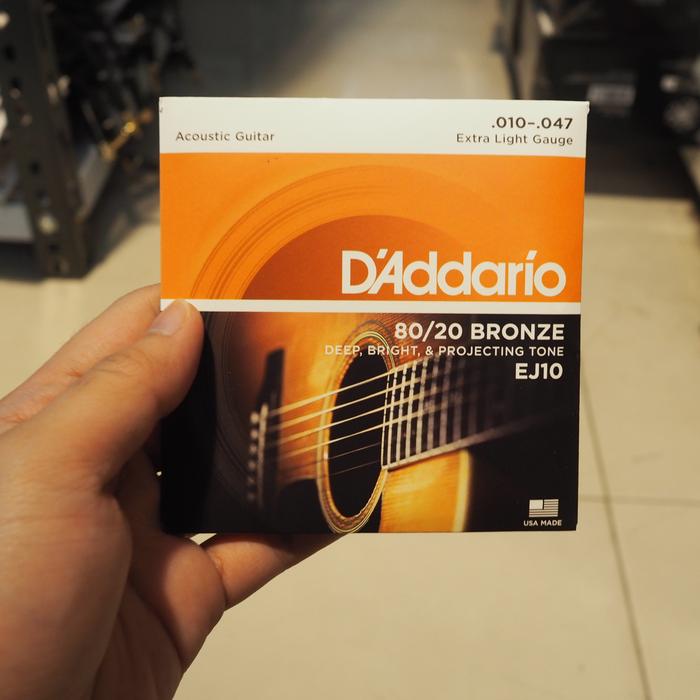 Acoustic Guitar
.010-.047
Extra Light Gauge
D'Addario
80/20 BRONZE
DEEP, BRIGHT, & PROJECTING TONE
EJ10
USA MADE